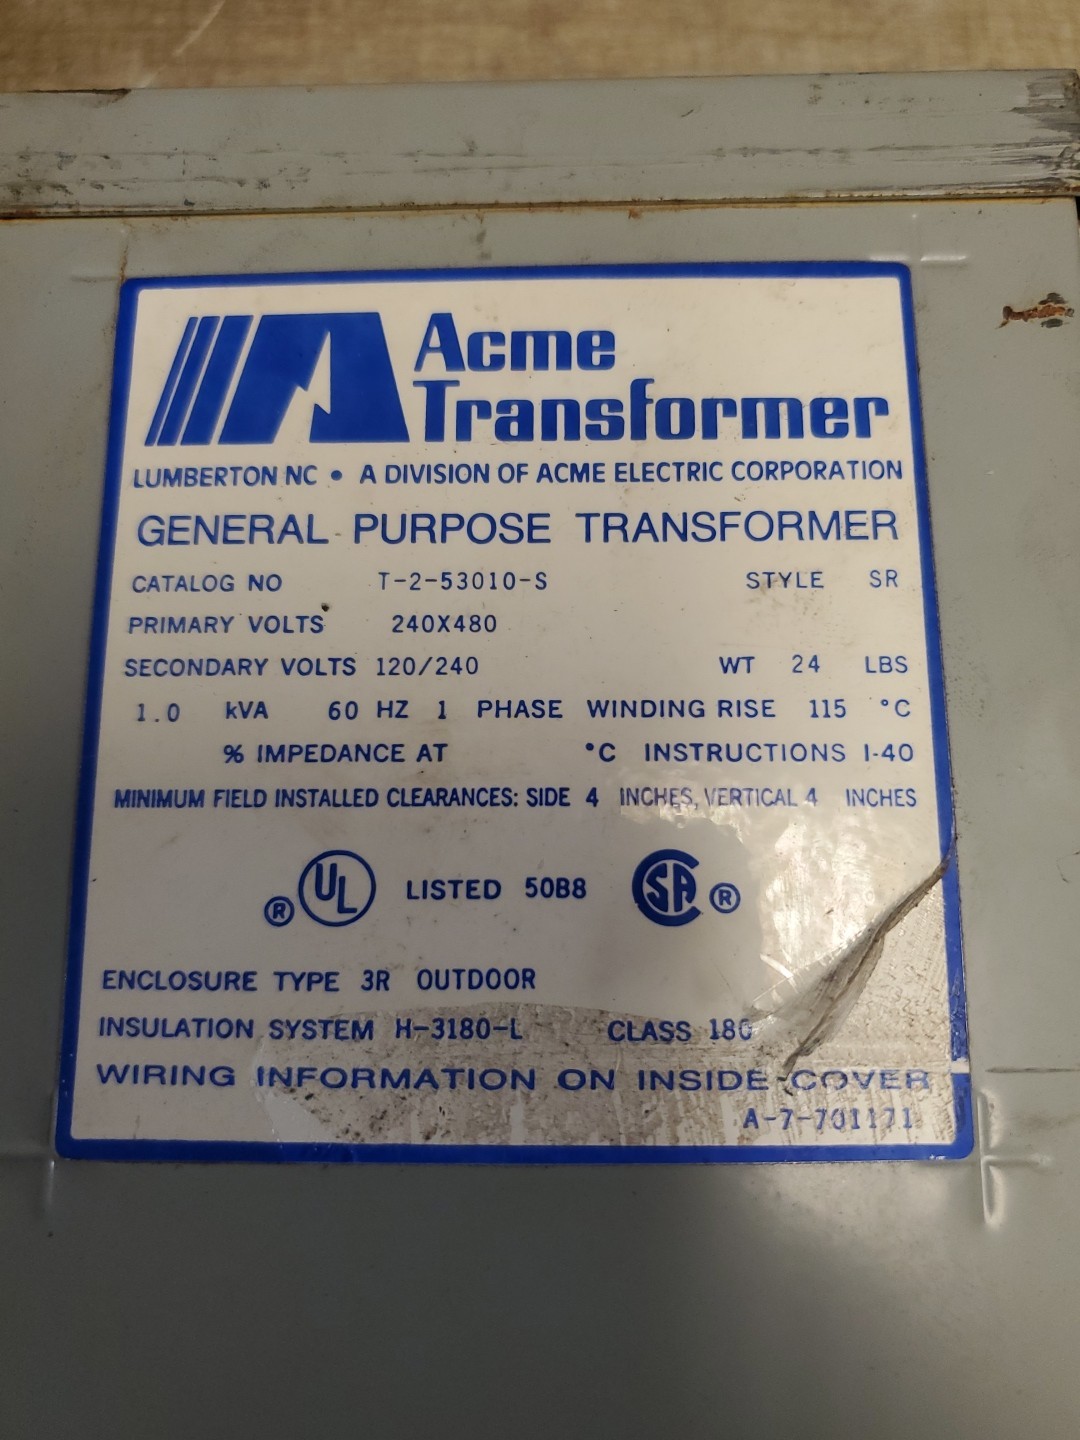 Acme
Transformer
LUMBERTON NC • A DIVISION OF ACME ELECTRIC CORPORATION
GENERAL PURPOSE TRANSFORMER
CATALOG NO T-2-53010-S STYLE SR
PRIMARY VOLTS 240X480
SECONDARY VOLTS 120/240 WT 24 LBS
1.0 kVA 60 HZ 1 PHASE WINDING RISE 115 °C
% IMPEDANCE AT °C INSTRUCTIONS I-40
MINIMUM FIELD INSTALLED CLEARANCES: SIDE 4 INCHES, VERTICAL 4 INCHES
® UL LISTED 50B8 SA ®
ENCLOSURE TYPE 3R OUTDOOR
INSULATION SYSTEM H-3180-L CLASS 180
WIRING INFORMATION ON INSIDE COVER
A-7-701171